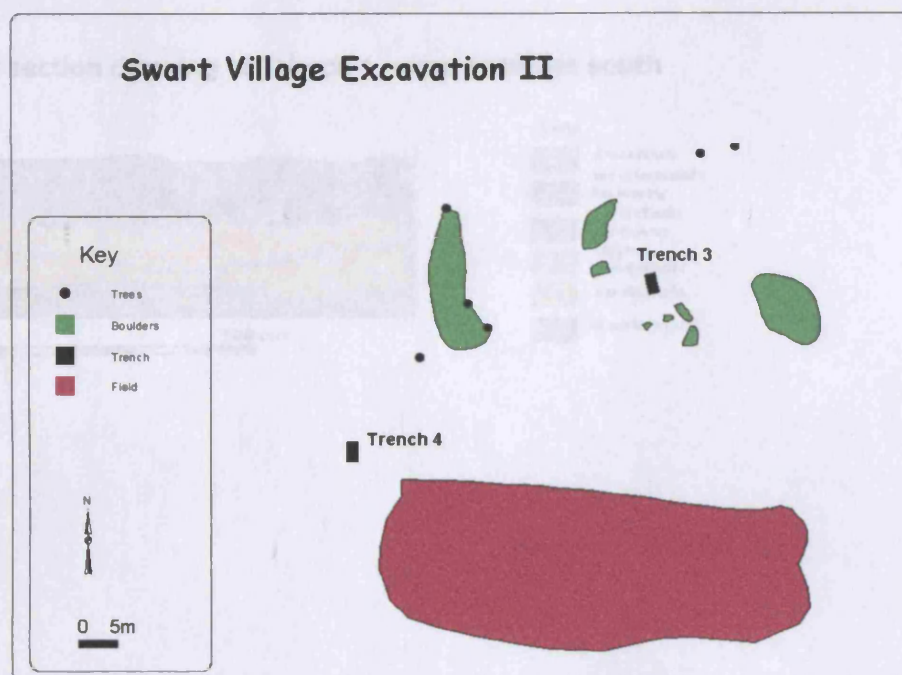 Swart Village Excavation II
Key
Trees
Boulders
Trench
Field
N
0 5m
Trench 3
Trench 4